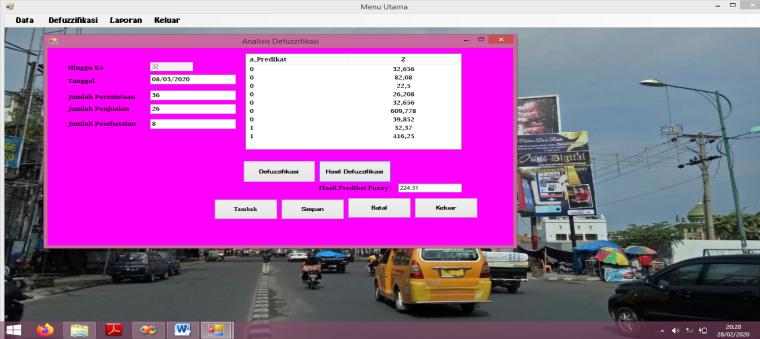 Menu Utama
Data Defuzzifikasi Laporan Keluar
Analisis Defuzzifikasi
Minggu Ke 32
Tanggal 08/03/2020
Jumlah Permintaan 36
Jumlah Penjualan 26
Jumlah Pembatalan 8
a_Predikat Z
0 32,656
0 82,08
0 22,5
0 26,208
0 32,656
0 609,778
0 39,852
1 32,37
1 416,25
Defuzzifikasi Hasil Defuzzifikasi
Hasil Prediksi Fuzzy : 224,31
Tambah Simpan Batal Keluar
20:28
28/02/2020